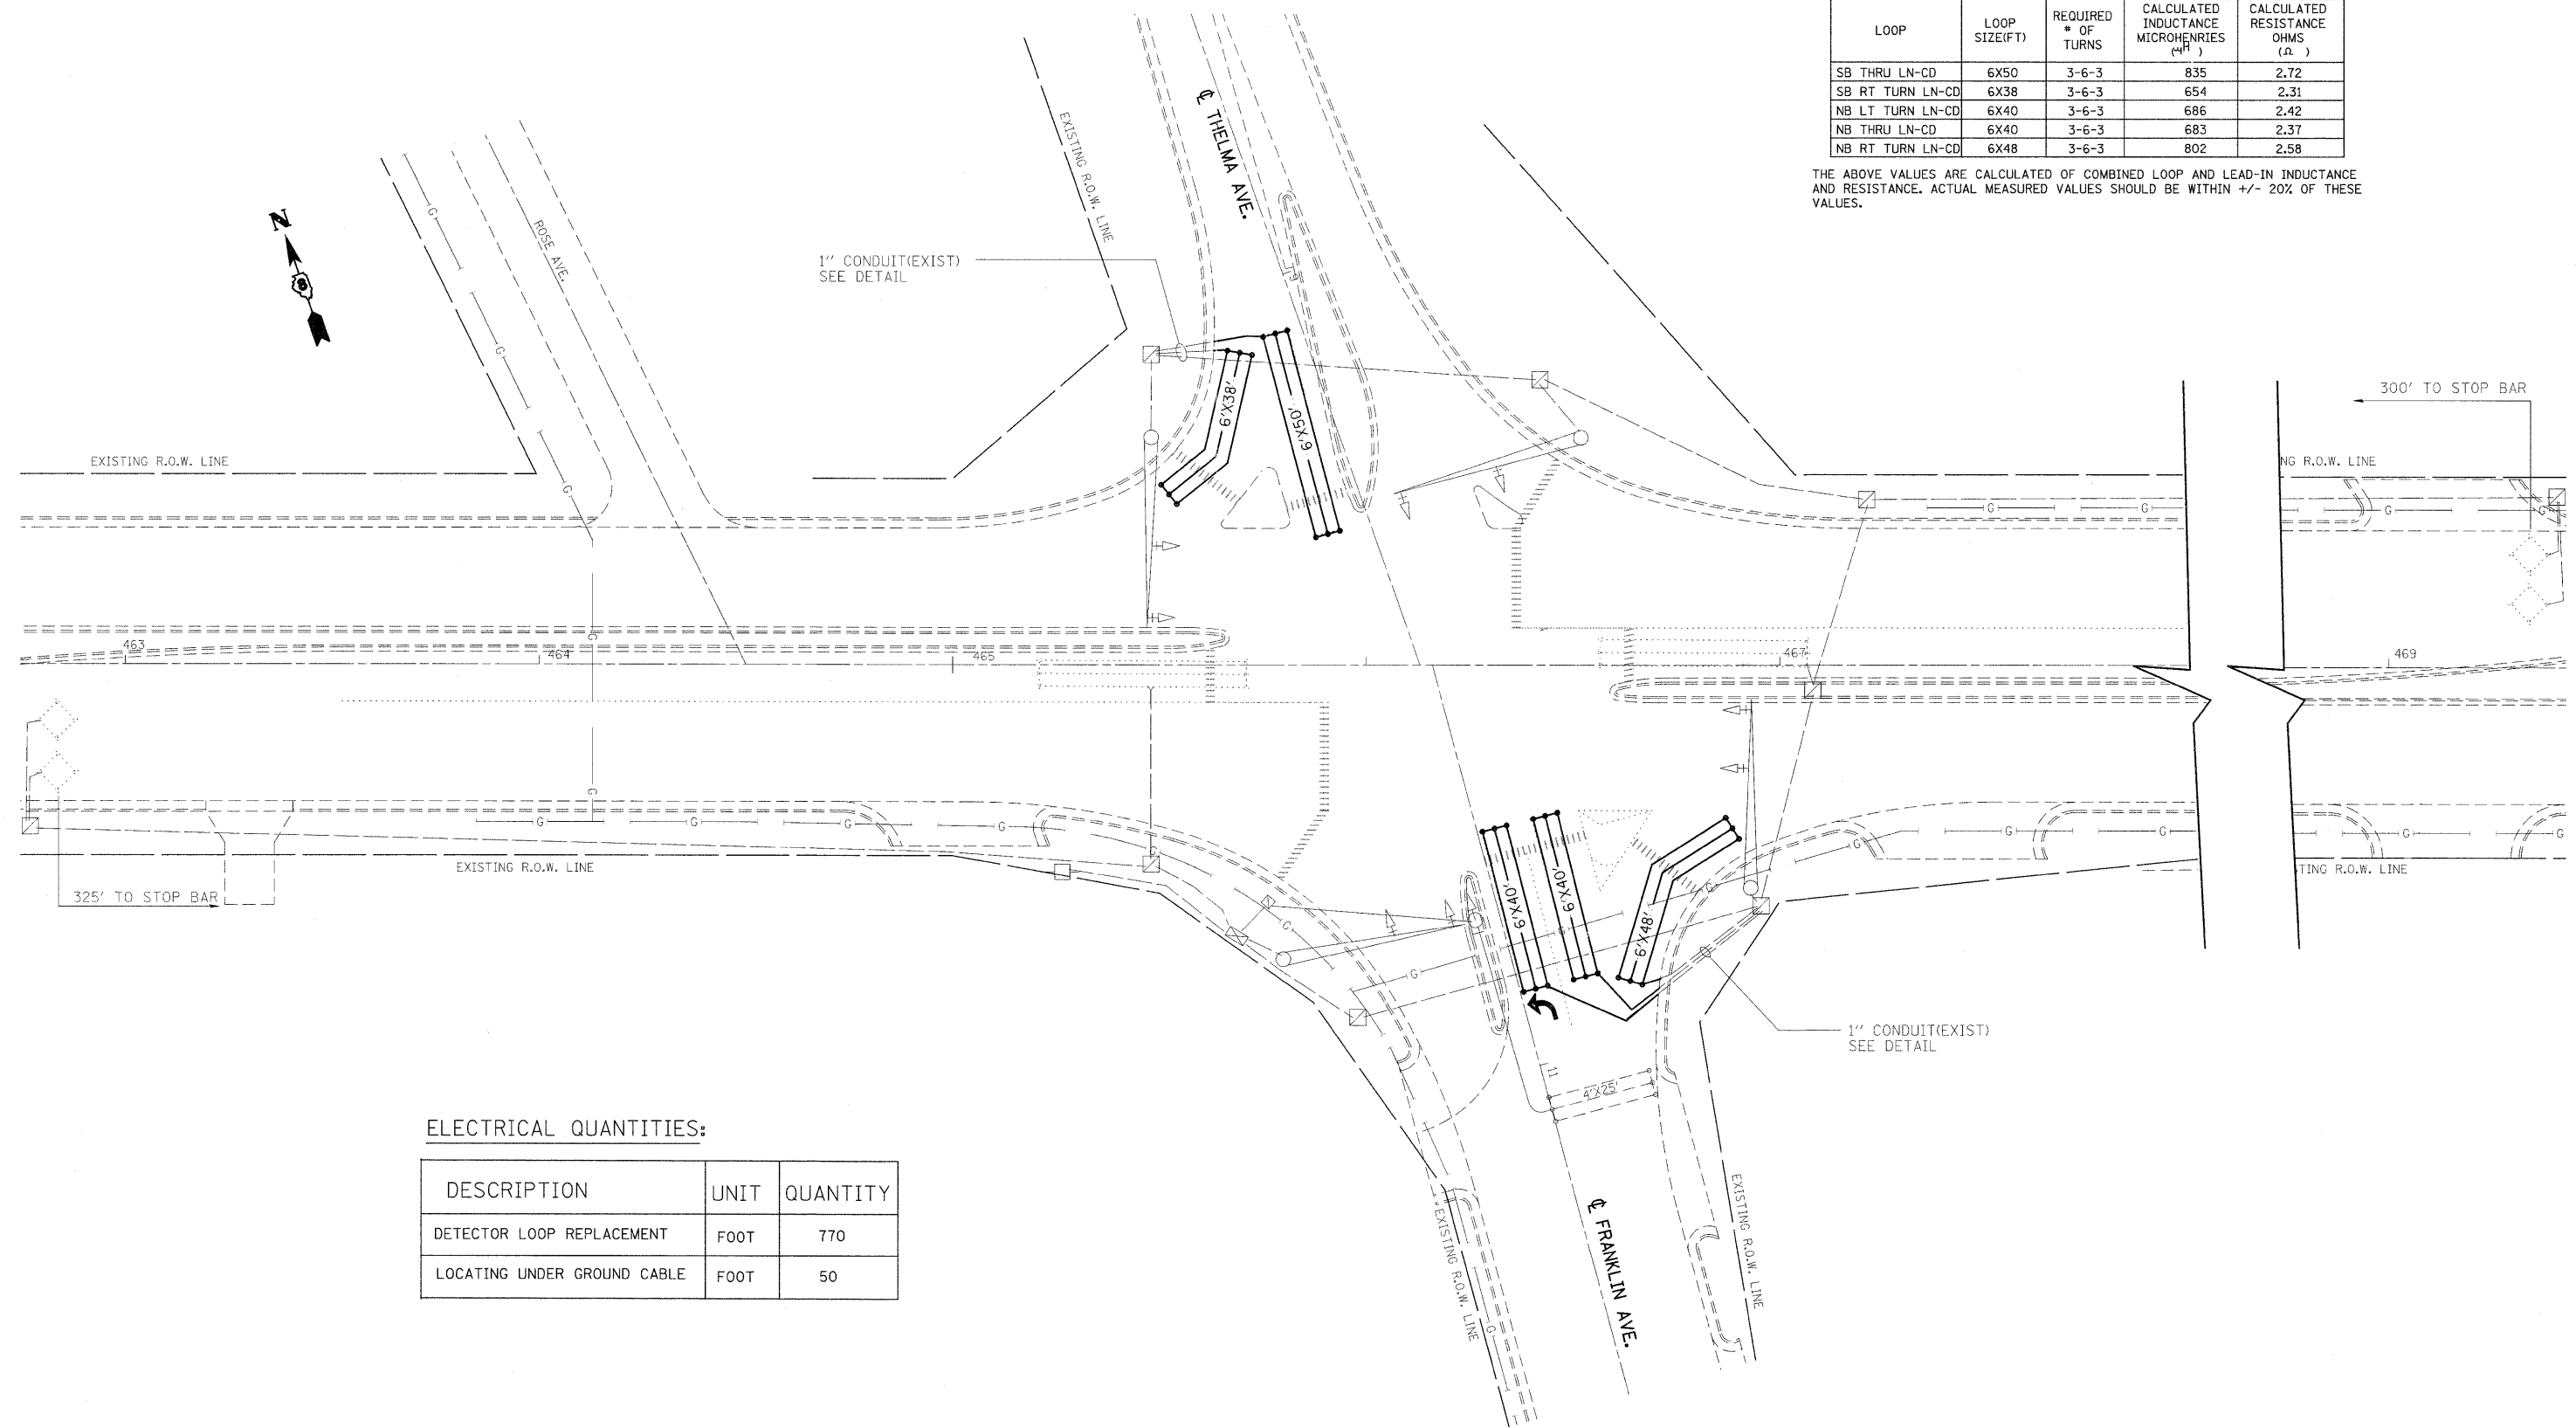 LOOP
LOOP SIZE(FT)
REQUIRED # OF TURNS
CALCULATED INDUCTANCE MICROHENRIES
CALCULATED RESISTANCE OHMS (Ω)
SB THRU LN-CD 6X50 3-6-3 835 2.72
SB RT TURN LN-CD 6X38 3-6-3 654 2.31
NB LT TURN LN-CD 6X40 3-6-3 686 2.42
NB THRU LN-CD 6X40 3-6-3 683 2.37
NB RT TURN LN-CD 6X48 3-6-3 802 2.58
THE ABOVE VALUES ARE CALCULATED OF COMBINED LOOP AND LEAD-IN INDUCTANCE
AND RESISTANCE. ACTUAL MEASURED VALUES SHOULD BE WITHIN +/- 20% OF THESE
VALUES.
℄ THELMA AVE.
EXISTING R.O.W. LINE
ROSE AVE.
N
8
1" CONDUIT(EXIST)
SEE DETAIL
G
G
G
G
6'X38'
6'X50'
9
300' TO STOP BAR
EXISTING R.O.W. LINE
NG R.O.W. LINE
G
G
G
G
463
464
465
467
469
G
G
G
G
G
G
G
G
G
G
G
G
G
G
325' TO STOP BAR
EXISTING R.O.W. LINE
TING R.O.W. LINE
6'X40'
6'X40'
6'X48'
G
G
G
G
1" CONDUIT(EXIST)
SEE DETAIL
11
4'X25'
EXISTING R.O.W. LINE
℄ FRANKLIN AVE.
EXISTING R.O.W. LINE
G
ELECTRICAL QUANTITIES:
DESCRIPTION UNIT QUANTITY
DETECTOR LOOP REPLACEMENT FOOT 770
LOCATING UNDER GROUND CABLE FOOT 50